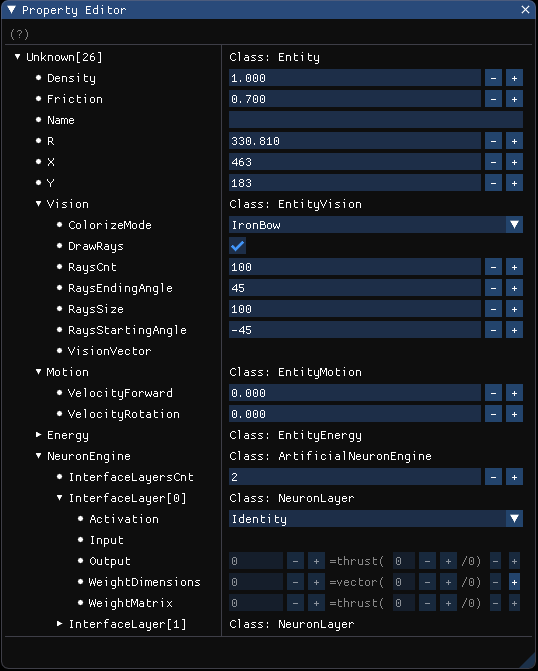 Property Editor
(?)
Unknown[26] Class: Entity
Density 1.000 - +
Friction 0.700 - +
Name
R 330.810 - +
X 463 - +
Y 183 - +
Vision Class: EntityVision
ColorizeMode IronBow
DrawRays
RaysCnt 100 - +
RaysEndingAngle 45 - +
RaysSize 100 - +
RaysStartingAngle -45 - +
VisionVector
Motion Class: EntityMotion
VelocityForward 0.000 - +
VelocityRotation 0.000 - +
Energy Class: EntityEnergy
NeuronEngine Class: ArtificialNeuronEngine
InterfaceLayersCnt 2 - +
InterfaceLayer[0] Class: NeuronLayer
Activation Identity
Input
Output 0 - + =thrust( 0 - + /0) - +
WeightDimensions 0 - + =vector( 0 - + /0) - +
WeightMatrix 0 - + =thrust( 0 - + /0) - +
InterfaceLayer[1] Class: NeuronLayer